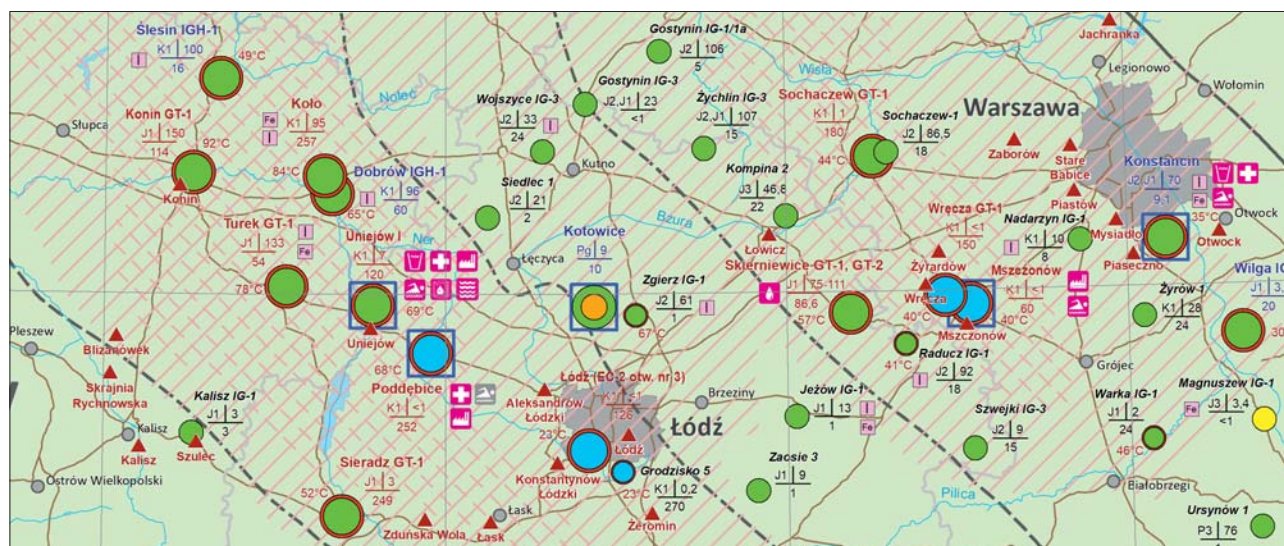 Ślesin IGH-1
K1 100
16
I
49°C
Słupca
Konin GT-1
J1 150
114
92°C
Konin
Koło
K1 95
257
Fe
I
84°C
Noteć
Dobrów IGH-1
K1 96
60
I
65°C
Turek GT-1
J1 133
54
I
Fe
78°C
Ner
Uniejów I
K1 7
120
69°C
Uniejów
Poddębice
K1 <1
252
68°C
Wojszyce IG-3
J2 33
24
I
Siedlec 1
J2 21
2
Łęczyca
Kutno
Gostynin IG-1/1a
J2 106
5
Gostynin IG-3
J2,J1 23
<1
Żychlin IG-3
J2,J1 107
15
Kompina 2
J3 46,8
22
Bzura
Łowicz
Kotowice
Pg 9
10
Zgierz IG-1
J2 61
1
I
67°C
Wisła
Sochaczew GT-1
K1 1
180
44°C
Sochaczew-1
J2 86,5
18
Skierniewice GT-1, GT-2
J1 75-111
86,6
57°C
Wręcza GT-1
K1 <1
150
Żyrardów
Wręcza
40°C
Mszczonów
Mszczonów
K1 <1
60
40°C
Nadarzyn IG-1
K1 10
8
I
Jachranka
Legionowo
Wołomin
Warszawa
Zaborów
Stare
Babice
Piastów
Mysiadło
Piaseczno
Konstancin
J2,J1 70
9,1
I
Fe
35°C
Otwock
Otwock
Wilga IG
J1 3,
20
30
Żyrów 1
K1 28
24
Grójec
Raducz IG-1
J2 92
18
I
41°C
Pleszew
Blizanówek
Skrajnia
Rychnowska
Kalisz
Kalisz
Kalisz IG-1
J1 3
3
Szulec
Ostrów Wielkopolski
Sieradz GT-1
J1 3
249
52°C
Zduńska Wola
Łask
Łask
Łódź (EC-2 otw. nr 3)
K1 <1
126
Aleksandrów
Łódzki
23°C
Łódź
Łódź
Konstantynów
Łódzki
Grodzisko 5
K1 0,2
270
23°C
Żeromin
Brzeziny
Jeżów IG-1
J1 13
1
I
Fe
Zaosie 3
J1 9
1
Szwejki IG-3
J2 9
15
Pilica
Warka IG-1
J1 2
24
46°C
Magnuszew IG-1
J3 3,4
<1
Fe
Białobrzegi
Ursynów 1
P3 76
4